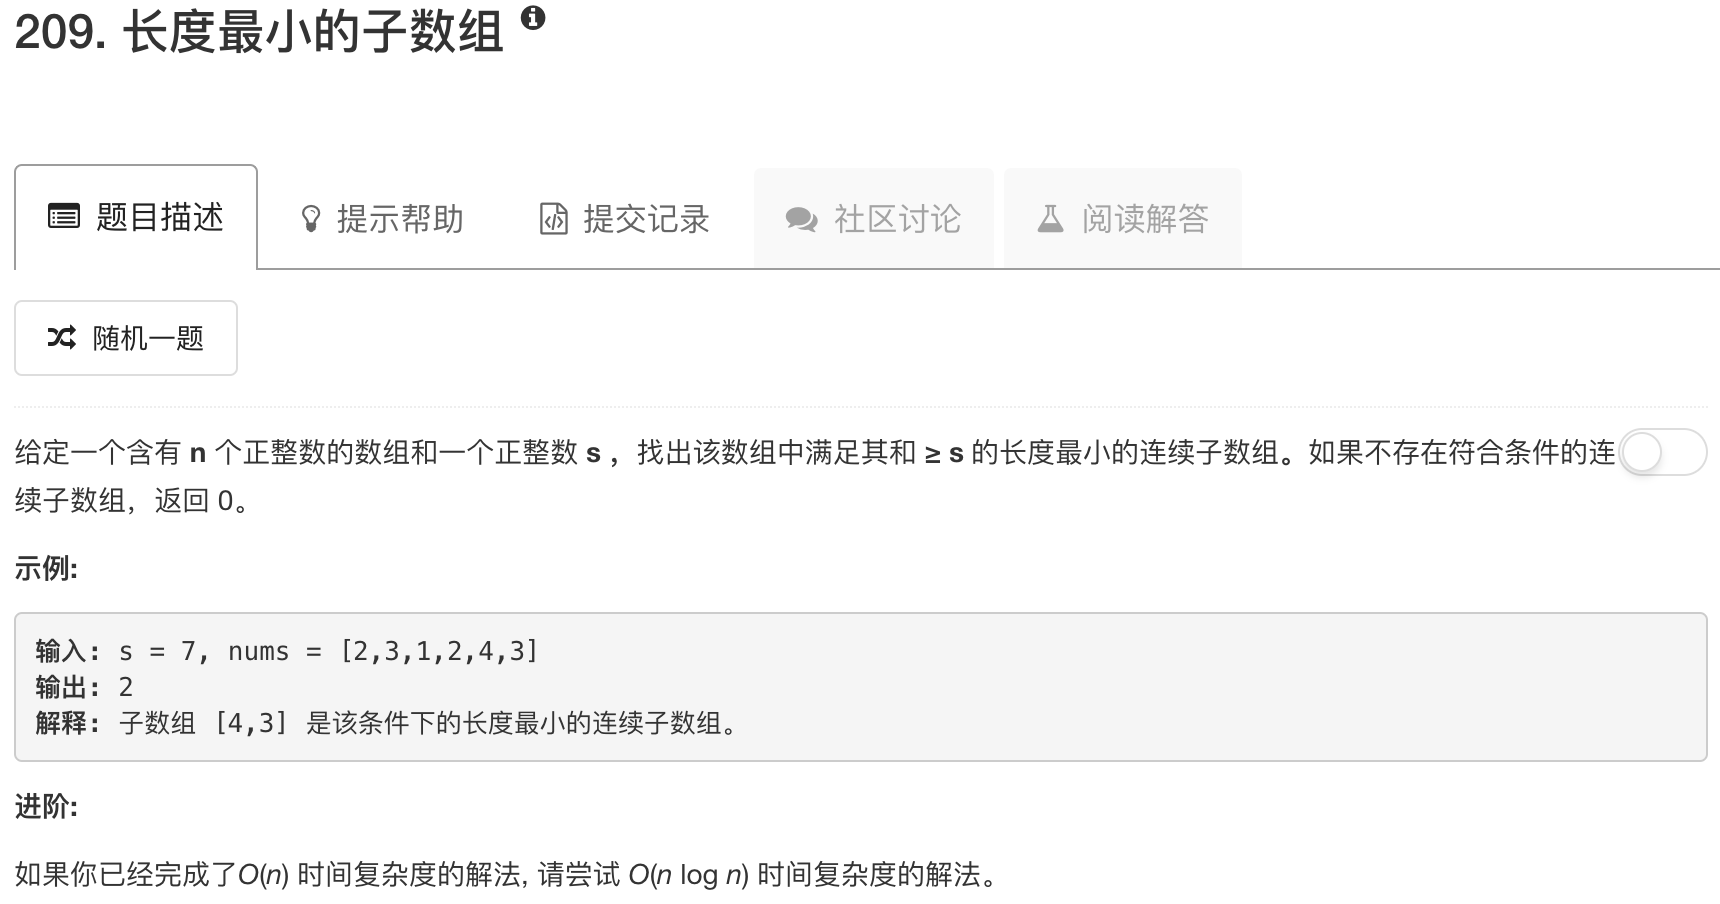 209. 长度最小的子数组
题目描述 提示帮助 提交记录 社区讨论 阅读解答
随机一题
给定一个含有 n 个正整数的数组和一个正整数 s ，找出该数组中满足其和 ≥ s 的长度最小的连续子数组。如果不存在符合条件的连
续子数组，返回 0。
示例:
输入: s = 7, nums = [2,3,1,2,4,3]
输出: 2
解释: 子数组 [4,3] 是该条件下的长度最小的连续子数组。
进阶:
如果你已经完成了O(n) 时间复杂度的解法, 请尝试 O(n log n) 时间复杂度的解法。